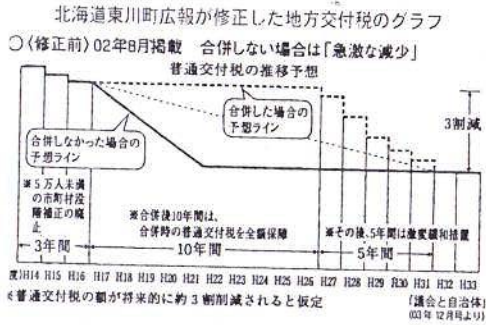 北海道東川町広報が修正した地方交付税のグラフ
〇〈修正前〉02年8月掲載 合併しない場合は「急激な減少」
普通交付税の推移予想
合併した場合の
予想ライン
3割減
合併しなかった場合の
予想ライン
※5万人未満
の市町村段
階補正の廃
止
※合併後10年間は、
合併時の普通交付税を全額保障
※その後、5年間は激変緩和措置
3年間
10年間
5年間
度)H14 H15 H16 H17 H18 H19 H20 H21 H22 H23 H24 H25 H26 H27 H28 H29 H30 H31 H32 H33
※普通交付税の額が将来的に約3割削減されると仮定
「議会と自治体」
(03年12月号より)